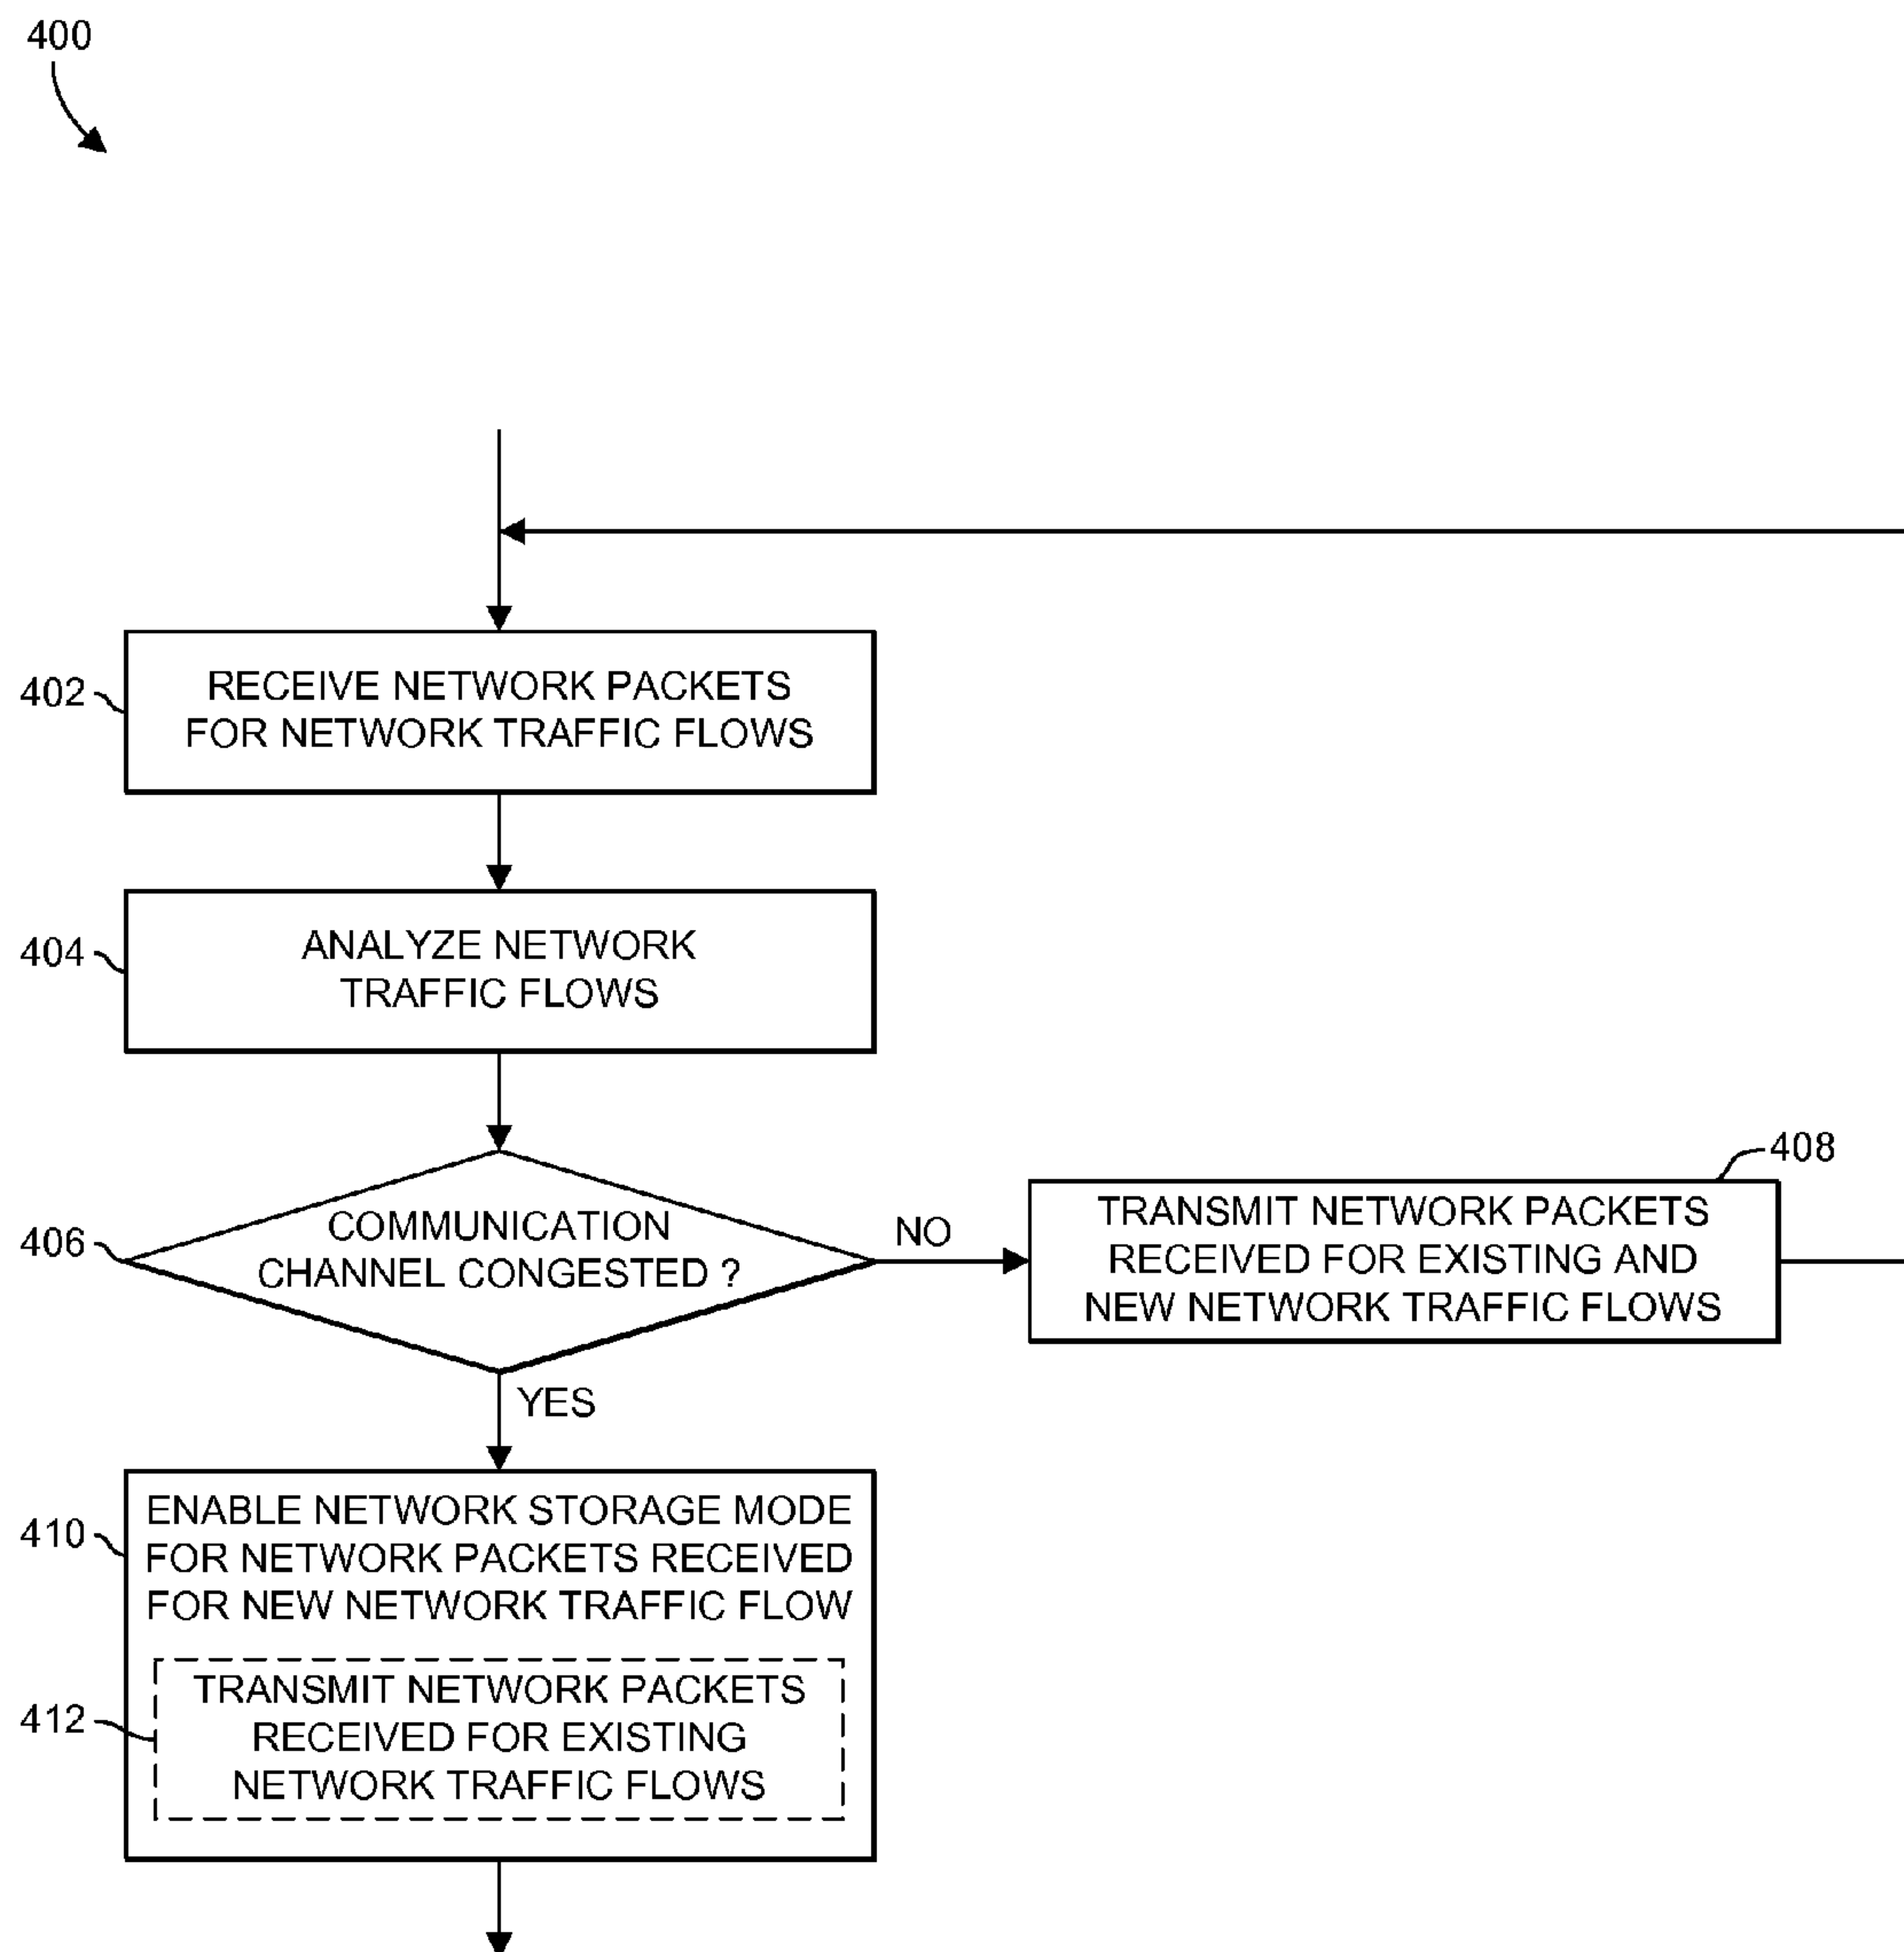 400
402
RECEIVE NETWORK PACKETS
FOR NETWORK TRAFFIC FLOWS
404
ANALYZE NETWORK
TRAFFIC FLOWS
406
COMMUNICATION
CHANNEL CONGESTED ?
NO
408
TRANSMIT NETWORK PACKETS
RECEIVED FOR EXISTING AND
NEW NETWORK TRAFFIC FLOWS
YES
410
ENABLE NETWORK STORAGE MODE
FOR NETWORK PACKETS RECEIVED
FOR NEW NETWORK TRAFFIC FLOW
412
TRANSMIT NETWORK PACKETS
RECEIVED FOR EXISTING
NETWORK TRAFFIC FLOWS